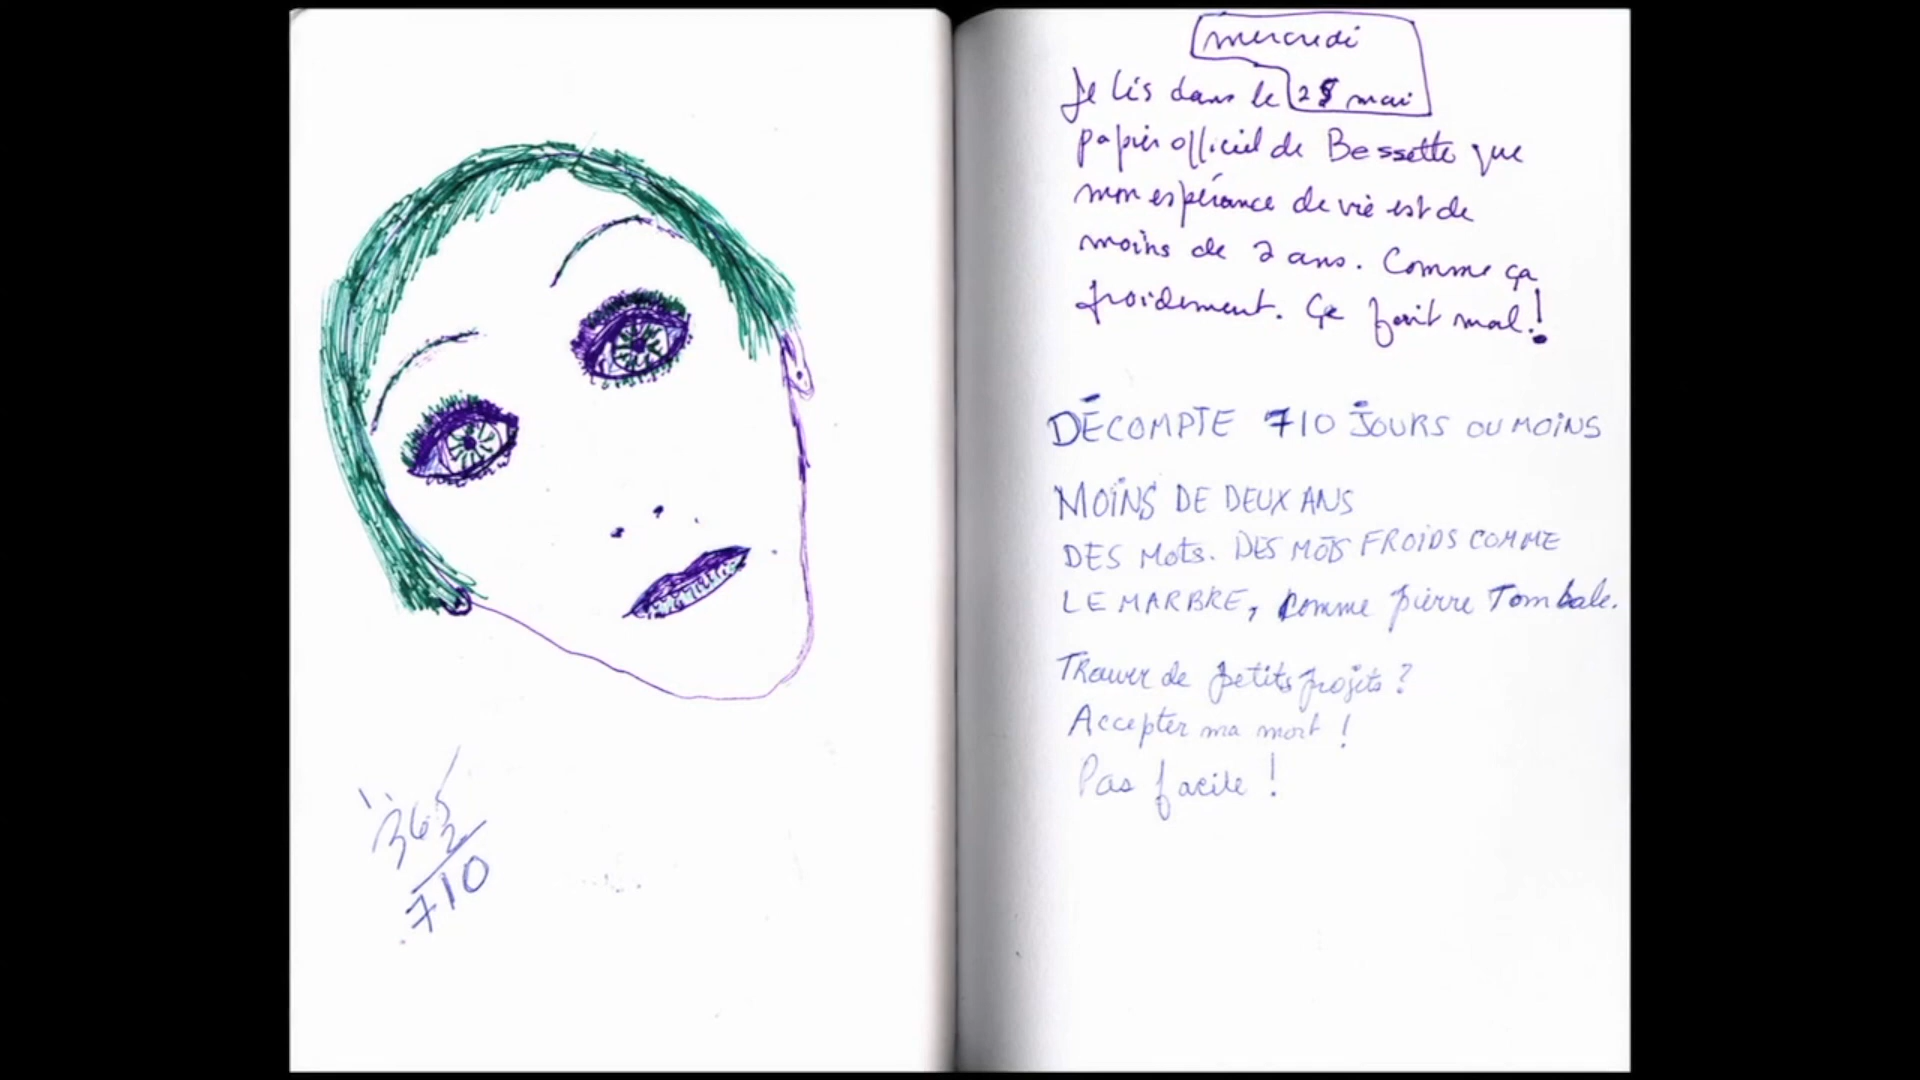 365
2
710
mercredi
Je lis dans le 28 mai
papier officiel de Bessette que
mon espérance de vie est de
moins de 2 ans. Comme ça
froidement. Ça fait mal!
DÉCOMPTE 710 JOURS OU MOINS
MOINS DE DEUX ANS
DES MOTS. DES MOTS FROIDS COMME
LE MARBRE, comme pierre Tombale.
Trouver de petits projets ?
Accepter ma mort !
Pas facile !